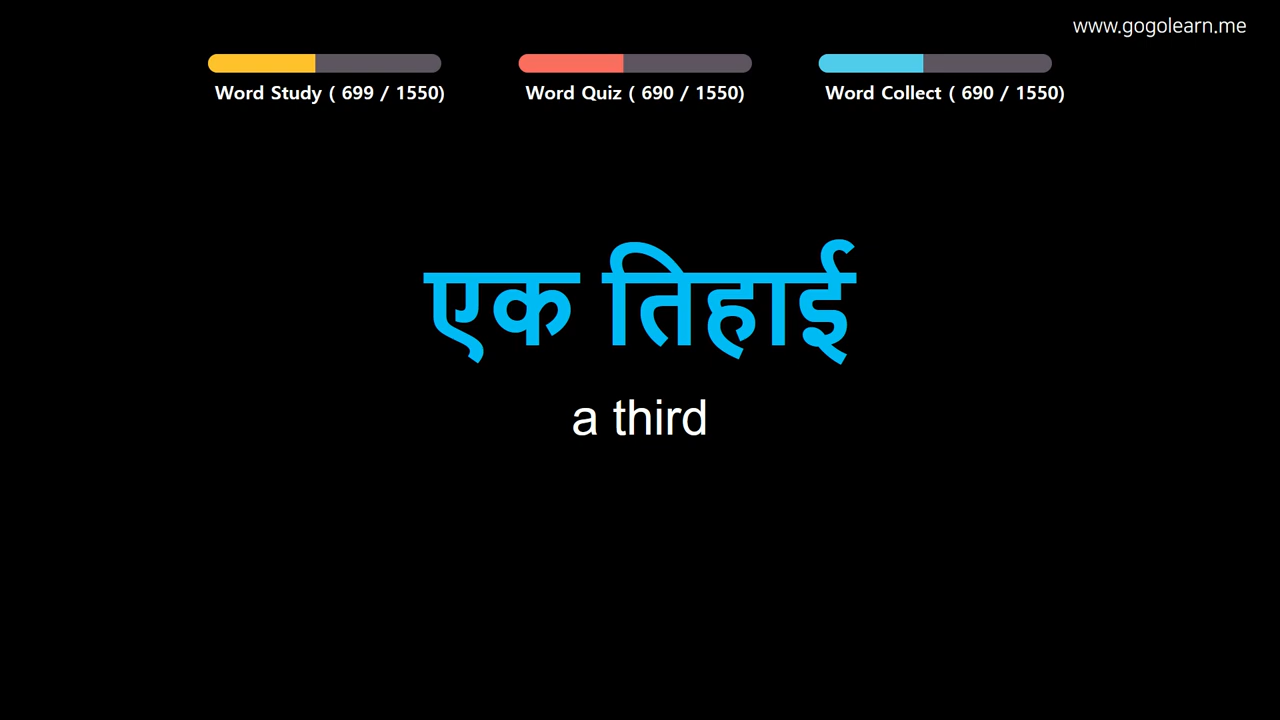 www.gogolearn.me
Word Study ( 699 / 1550)
Word Quiz ( 690 / 1550)
Word Collect ( 690 / 1550)
एक तिहाई
a third